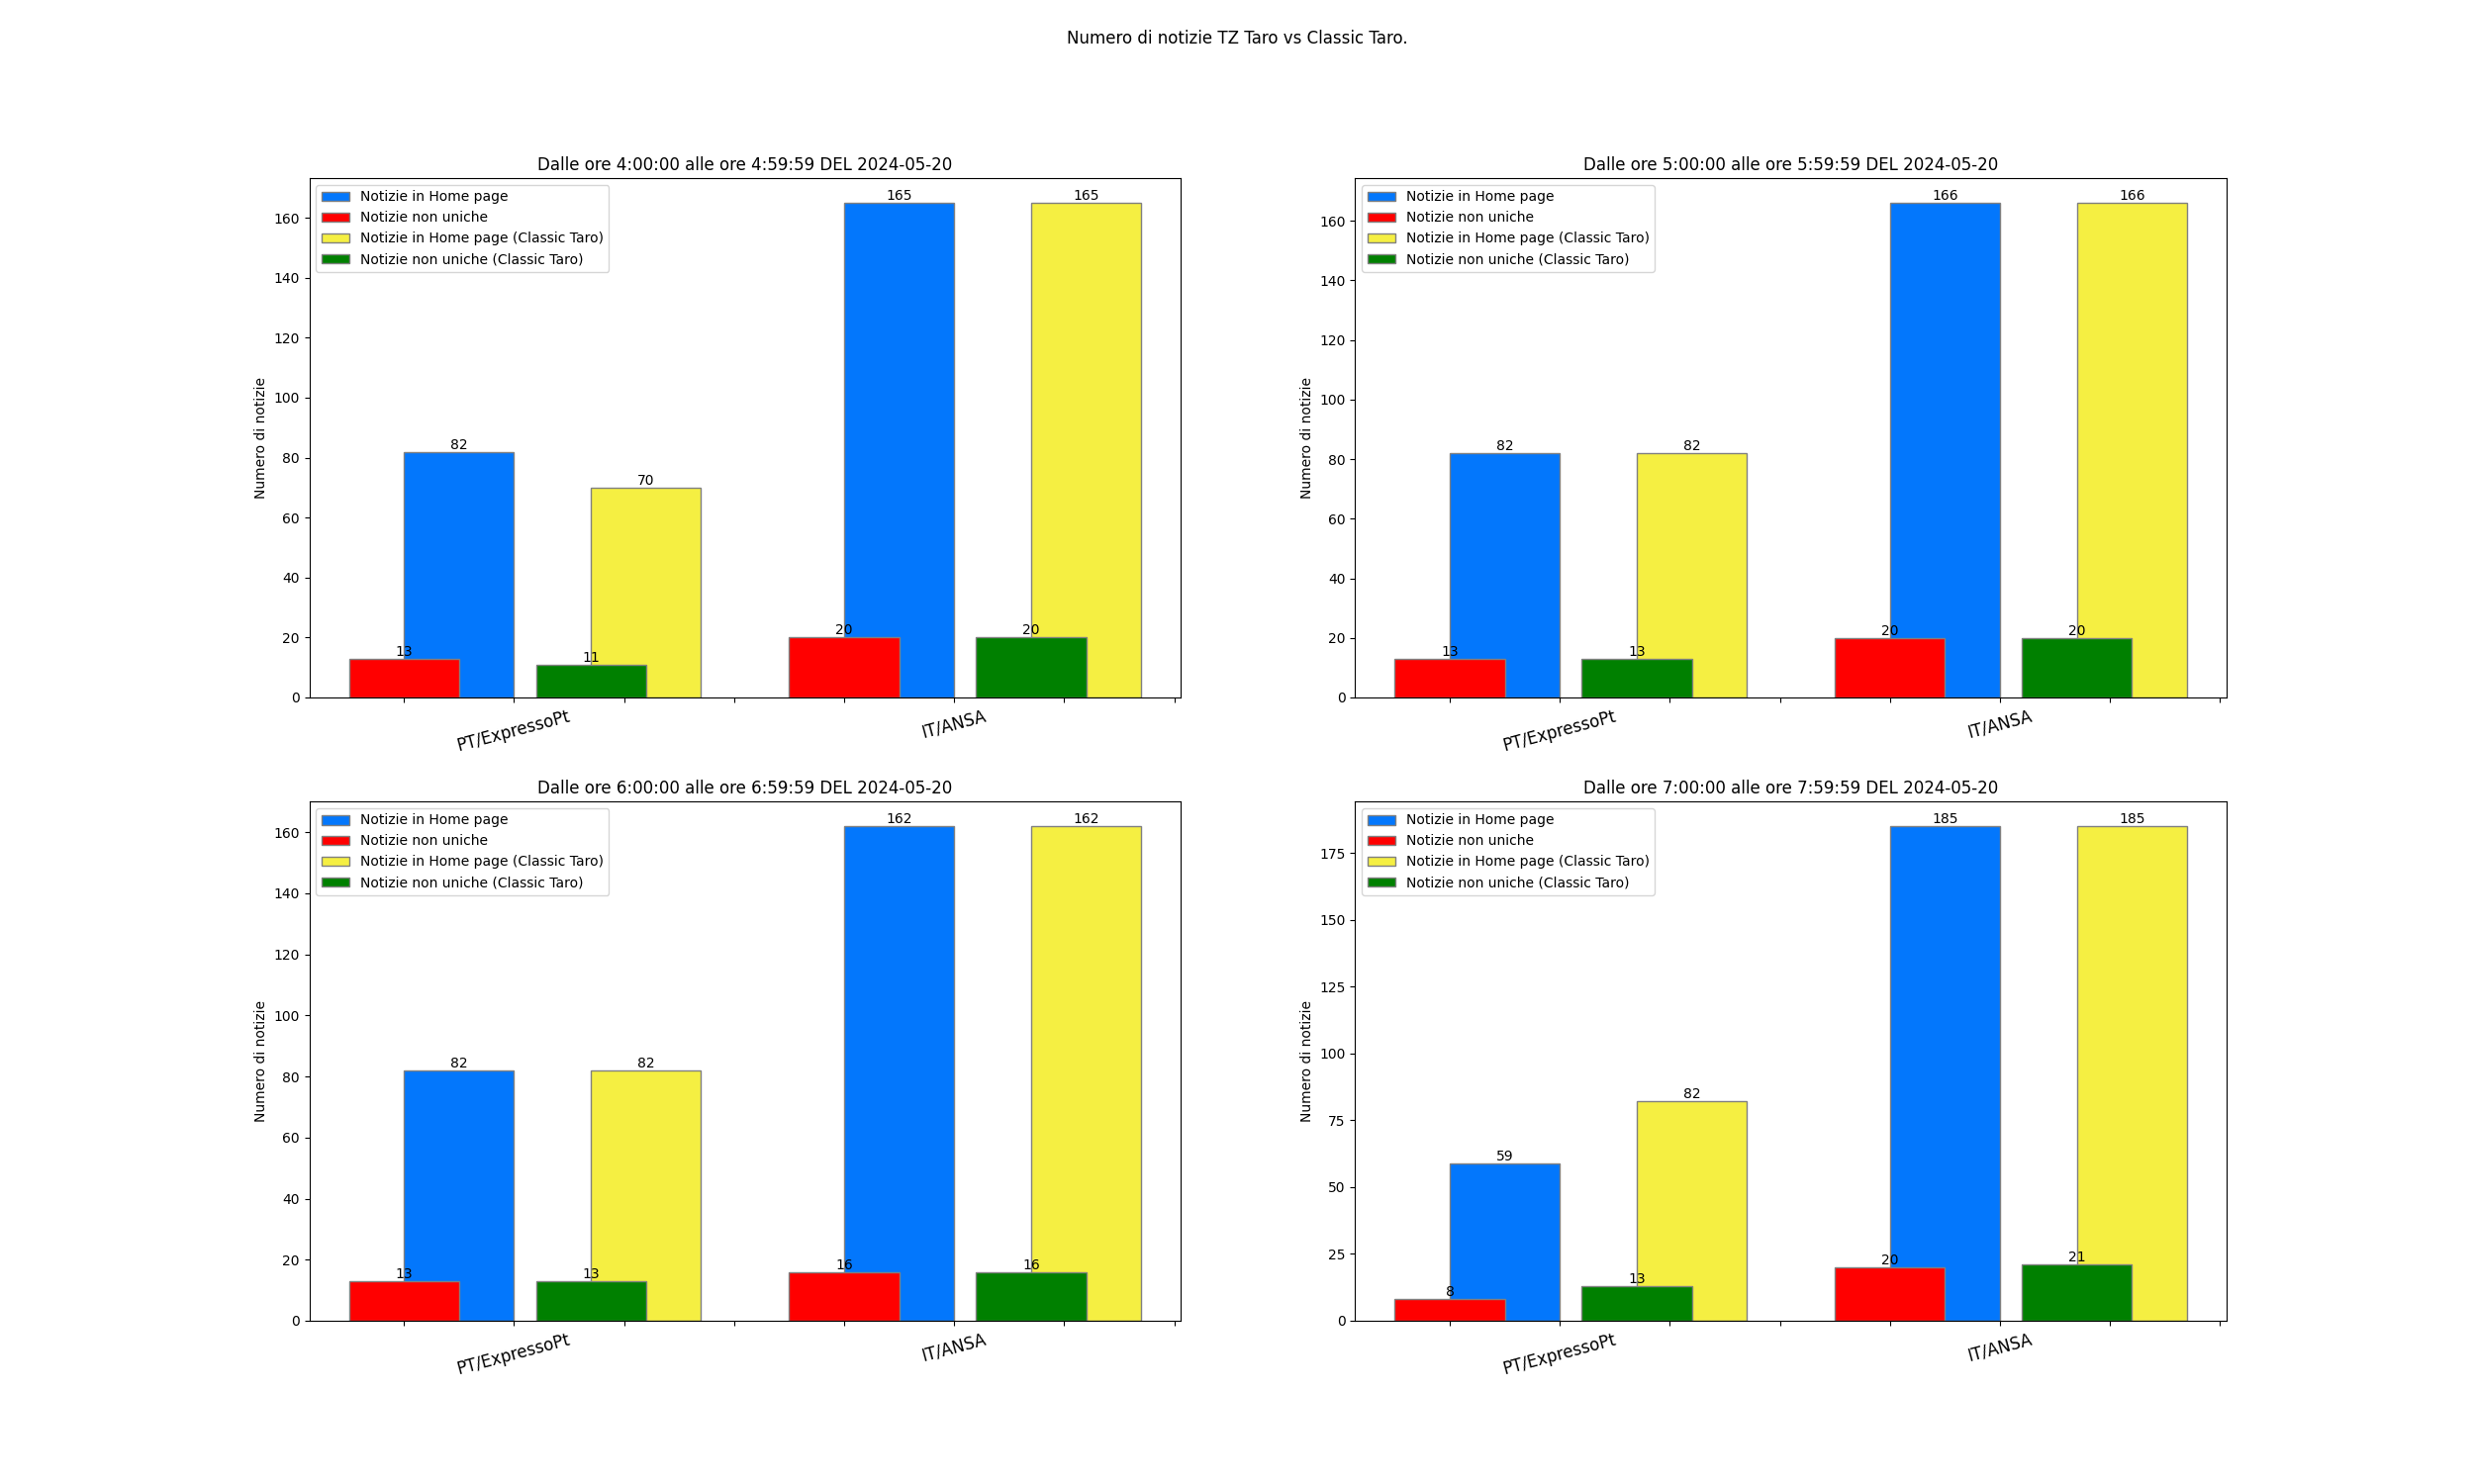 Numero di notizie TZ Taro vs Classic Taro.
Dalle ore 4:00:00 alle ore 4:59:59 DEL 2024-05-20
Notizie in Home page
Notizie non uniche
Notizie in Home page (Classic Taro)
Notizie non uniche (Classic Taro)
Numero di notizie
160
140
120
100
80
60
40
20
0
13
82
11
70
20
165
20
165
PT/ExpressoPt
IT/ANSA
Dalle ore 5:00:00 alle ore 5:59:59 DEL 2024-05-20
Notizie in Home page
Notizie non uniche
Notizie in Home page (Classic Taro)
Notizie non uniche (Classic Taro)
Numero di notizie
160
140
120
100
80
60
40
20
0
13
82
13
82
20
166
20
166
PT/ExpressoPt
IT/ANSA
Dalle ore 6:00:00 alle ore 6:59:59 DEL 2024-05-20
Notizie in Home page
Notizie non uniche
Notizie in Home page (Classic Taro)
Notizie non uniche (Classic Taro)
Numero di notizie
160
140
120
100
80
60
40
20
0
13
82
13
82
16
162
16
162
PT/ExpressoPt
IT/ANSA
Dalle ore 7:00:00 alle ore 7:59:59 DEL 2024-05-20
Notizie in Home page
Notizie non uniche
Notizie in Home page (Classic Taro)
Notizie non uniche (Classic Taro)
Numero di notizie
175
150
125
100
75
50
25
0
8
59
13
82
20
185
21
185
PT/ExpressoPt
IT/ANSA